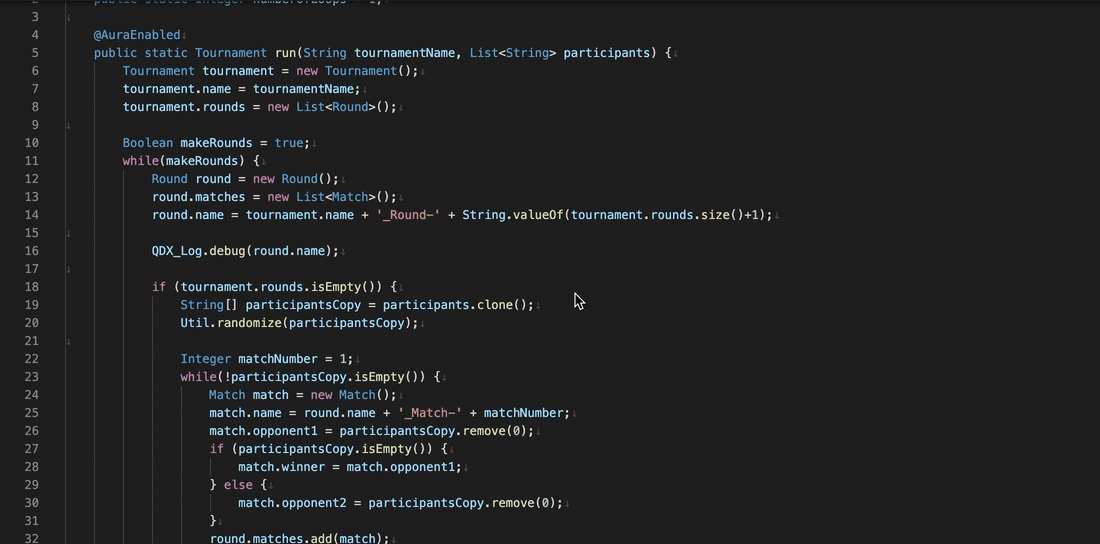 2 public static Integer numberOfLoops = 1;
3
4 @AuraEnabled
5 public static Tournament run(String tournamentName, List<String> participants) {
6 Tournament tournament = new Tournament();
7 tournament.name = tournamentName;
8 tournament.rounds = new List<Round>();
9
10 Boolean makeRounds = true;
11 while(makeRounds) {
12 Round round = new Round();
13 round.matches = new List<Match>();
14 round.name = tournament.name + '_Round-' + String.valueOf(tournament.rounds.size()+1);
15
16 QDX_Log.debug(round.name);
17
18 if (tournament.rounds.isEmpty()) {
19 String[] participantsCopy = participants.clone();
20 Util.randomize(participantsCopy);
21
22 Integer matchNumber = 1;
23 while(!participantsCopy.isEmpty()) {
24 Match match = new Match();
25 match.name = round.name + '_Match-' + matchNumber;
26 match.opponent1 = participantsCopy.remove(0);
27 if (participantsCopy.isEmpty()) {
28 match.winner = match.opponent1;
29 } else {
30 match.opponent2 = participantsCopy.remove(0);
31 }
32 round.matches.add(match);